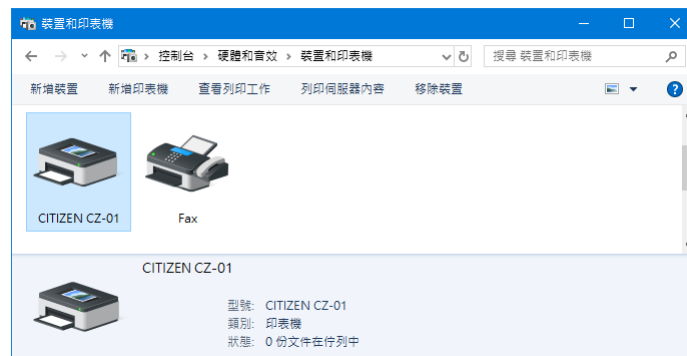 裝置和印表機
控制台 › 硬體和音效 › 裝置和印表機
搜尋 裝置和印表機
新增裝置 新增印表機 查看列印工作 列印伺服器內容 移除裝置
CITIZEN CZ-01 Fax
CITIZEN CZ-01
型號: CITIZEN CZ-01
類別: 印表機
狀態: 0 份文件在佇列中